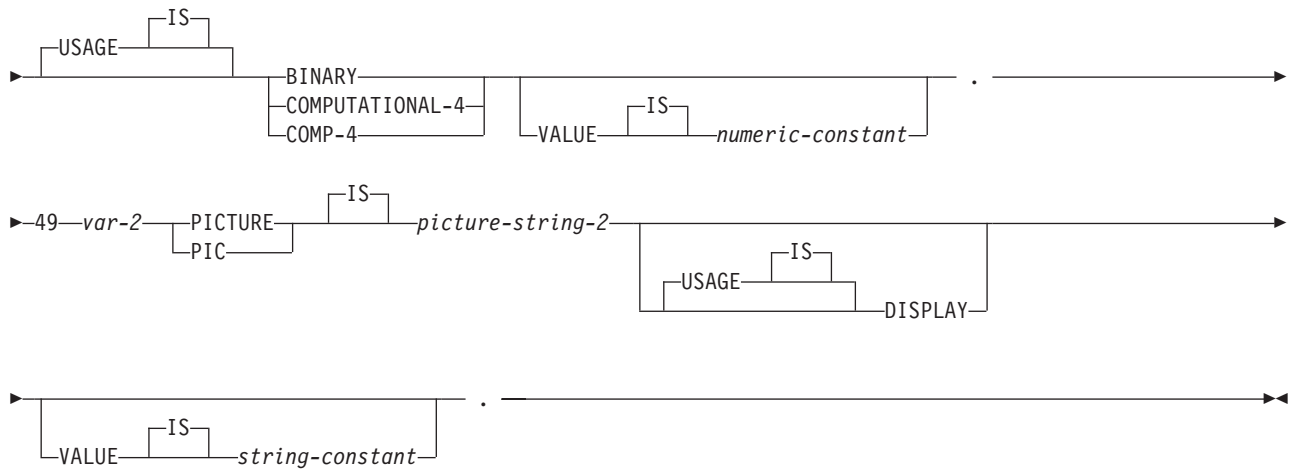 IS
USAGE
BINARY .
COMPUTATIONAL-4 IS
COMP-4 VALUE numeric-constant
IS
49 var-2 PICTURE picture-string-2
PIC IS
USAGE
DISPLAY
.
IS
VALUE string-constant